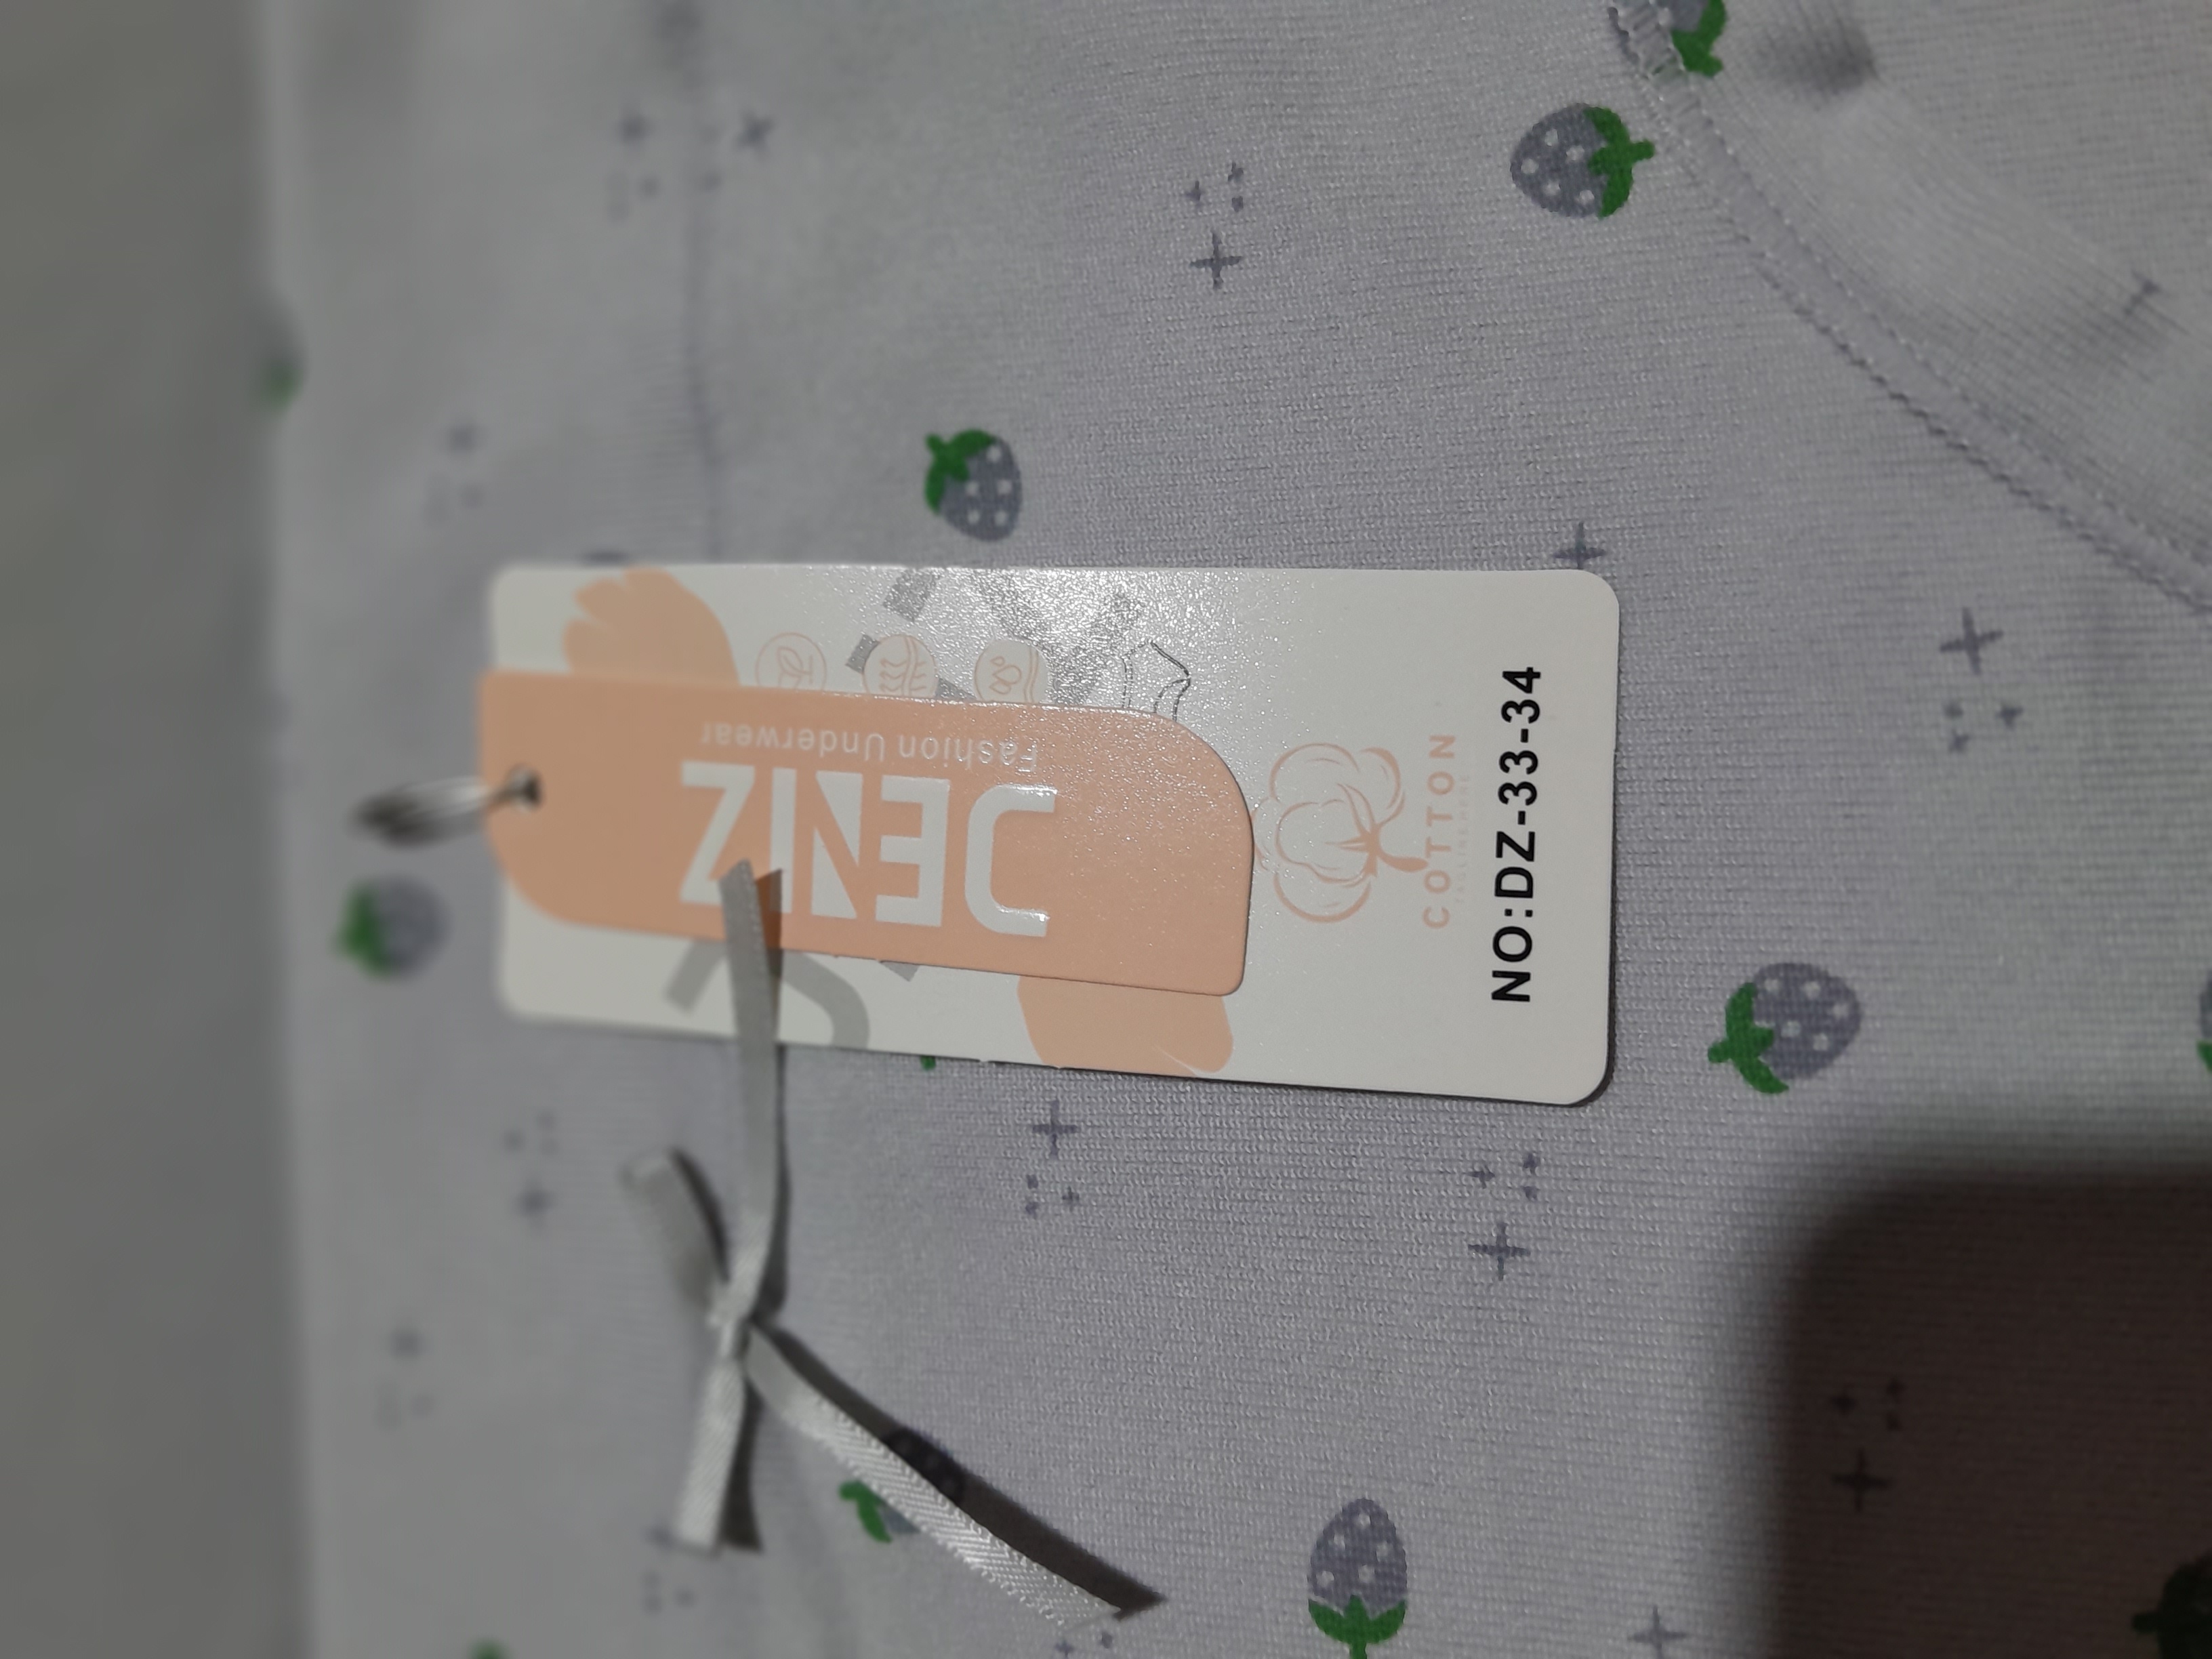 DENIZ
Fashion Underwear
COTTON
NO:DZ-33-34